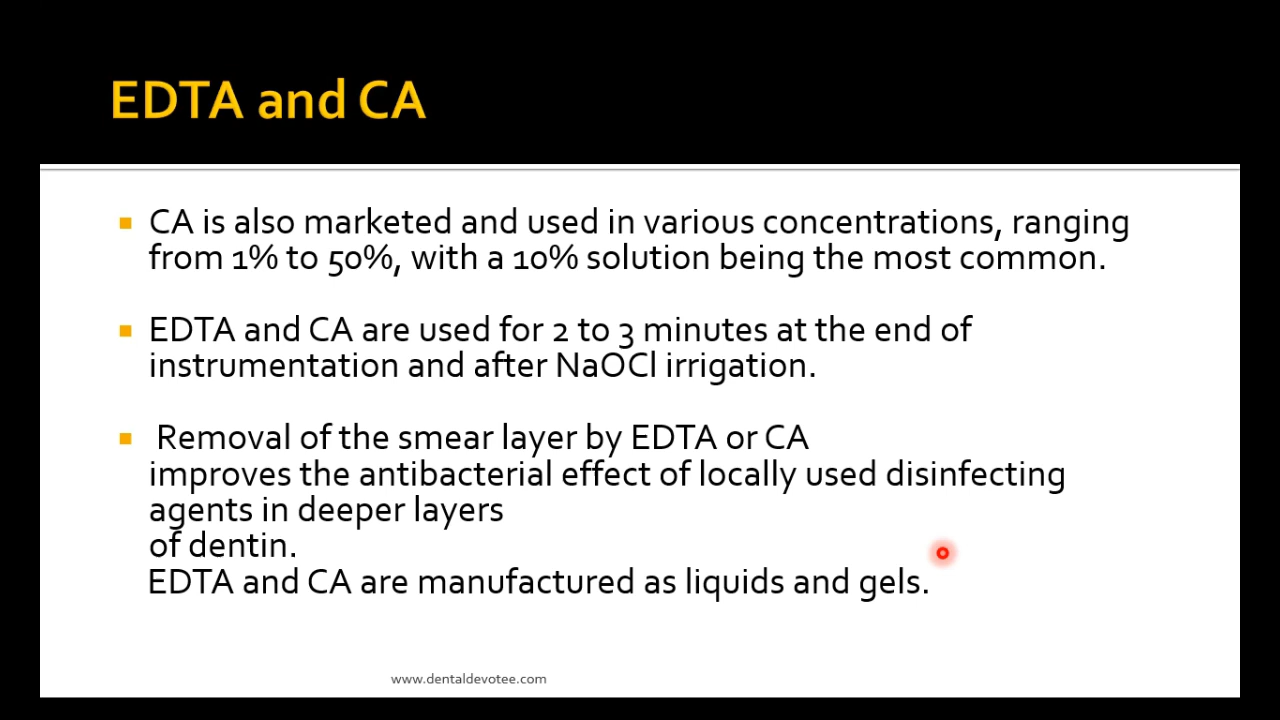 EDTA and CA
CA is also marketed and used in various concentrations, ranging
from 1% to 50%, with a 10% solution being the most common.
EDTA and CA are used for 2 to 3 minutes at the end of
instrumentation and after NaOCl irrigation.
Removal of the smear layer by EDTA or CA
improves the antibacterial effect of locally used disinfecting
agents in deeper layers
of dentin.
EDTA and CA are manufactured as liquids and gels.
www.dentaldevotee.com